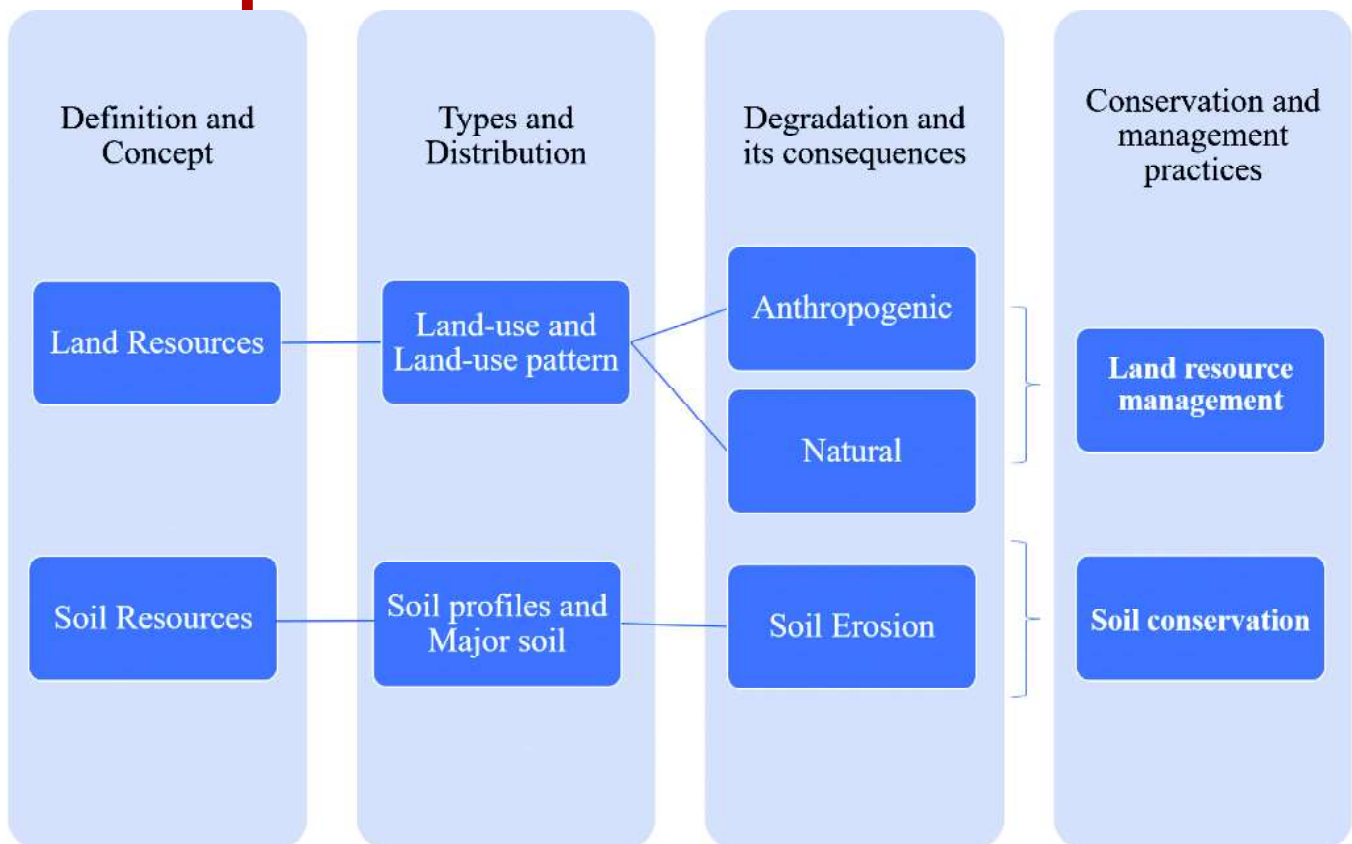 Definition and
Concept
Types and
Distribution
Degradation and
its consequences
Conservation and
management
practices
Land Resources
Land-use and
Land-use pattern
Anthropogenic
Natural
Land resource
management
Soil Resources
Soil profiles and
Major soil
Soil Erosion
Soil conservation